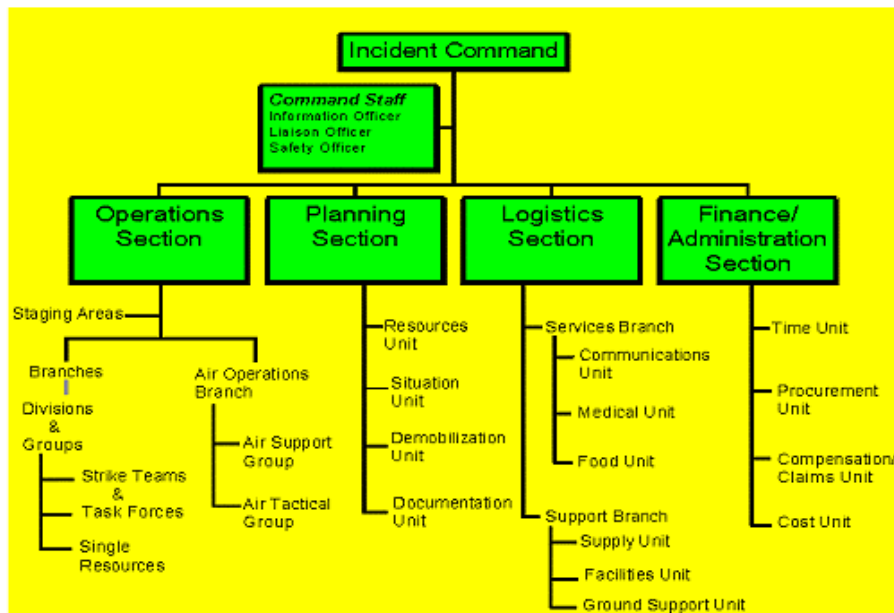 Incident Command
Command Staff
Information Officer
Liaison Officer
Safety Officer
Operations
Section
Planning
Section
Logistics
Section
Finance/
Administration
Section
Staging Areas
Branches
Divisions
&
Groups
Strike Teams
&
Task Forces
Single
Resources
Air Operations
Branch
Air Support
Group
Air Tactical
Group
Resources
Unit
Situation
Unit
Demobilization
Unit
Documentation
Unit
Services Branch
Communications
Unit
Medical Unit
Food Unit
Support Branch
Supply Unit
Facilities Unit
Ground Support Unit
Time Unit
Procurement
Unit
Compensation/
Claims Unit
Cost Unit